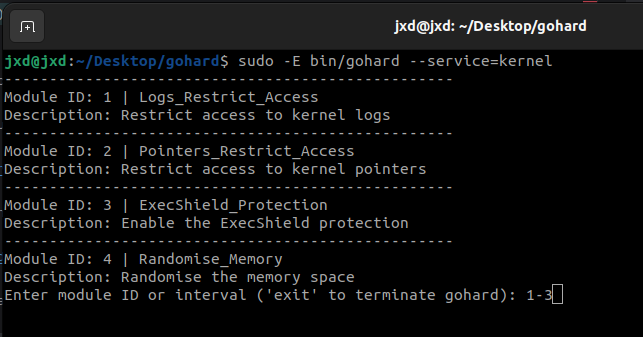 jxd@jxd: ~/Desktop/gohard
jxd@jxd:~/Desktop/gohard$ sudo -E bin/gohard --service=kernel
---------------------------------------------------
Module ID: 1 | Logs_Restrict_Access
Description: Restrict access to kernel logs
---------------------------------------------------
Module ID: 2 | Pointers_Restrict_Access
Description: Restrict access to kernel pointers
---------------------------------------------------
Module ID: 3 | ExecShield_Protection
Description: Enable the ExecShield protection
---------------------------------------------------
Module ID: 4 | Randomise_Memory
Description: Randomise the memory space
Enter module ID or interval ('exit' to terminate gohard): 1-3